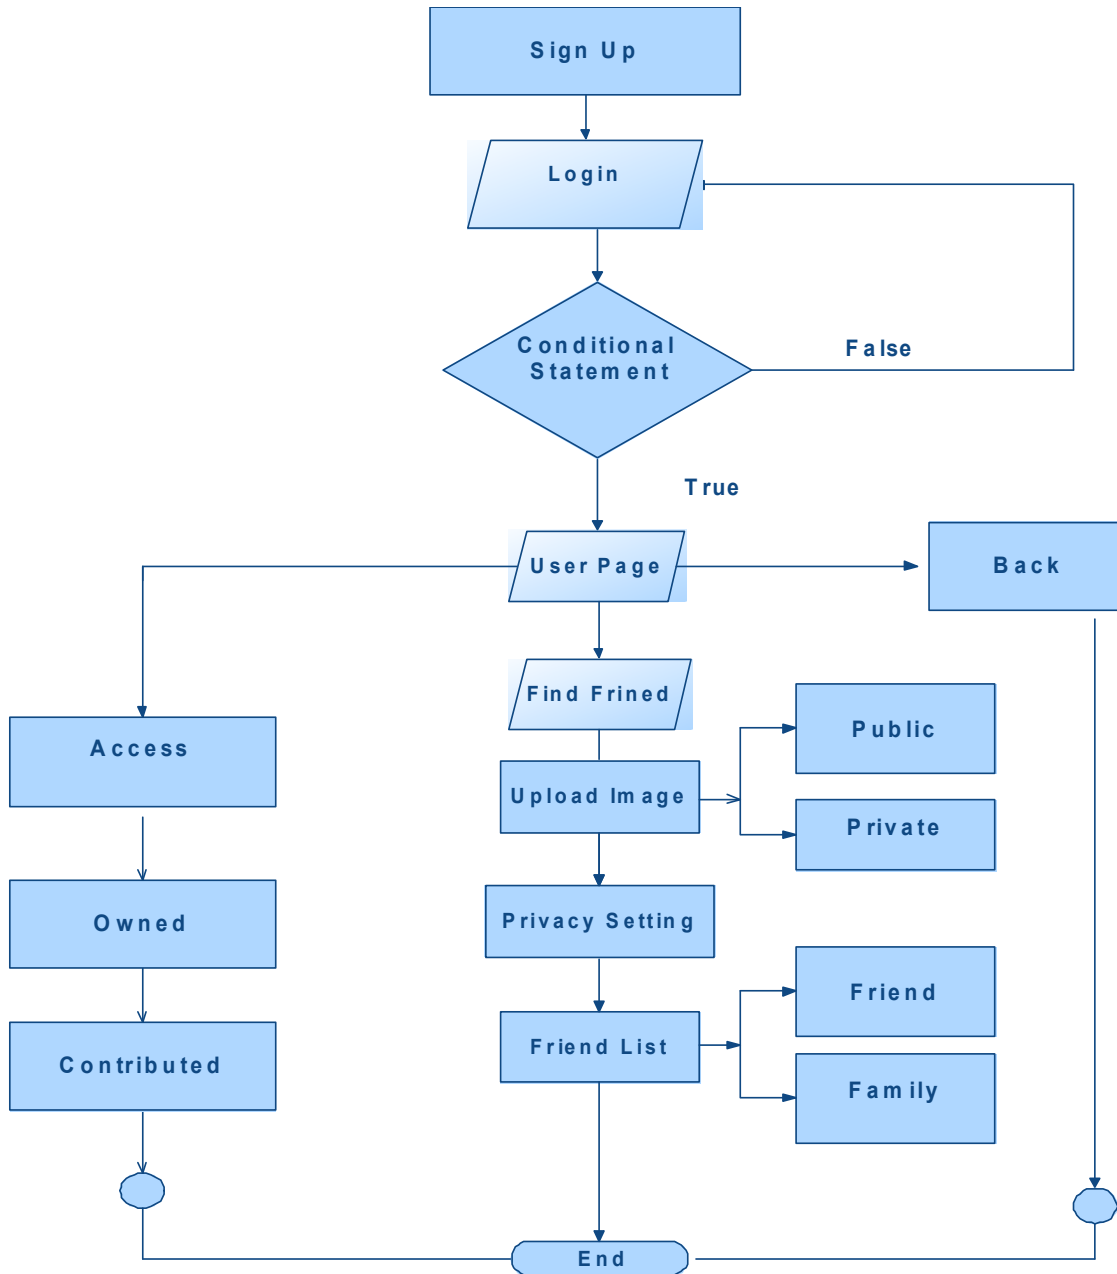 Sign Up
Login
Conditional
Statement
False
True
User Page
Back
Find Frined
Public
Access
Upload Image
Private
Owned
Privacy Setting
Friend
Friend List
Contributed
Family
End